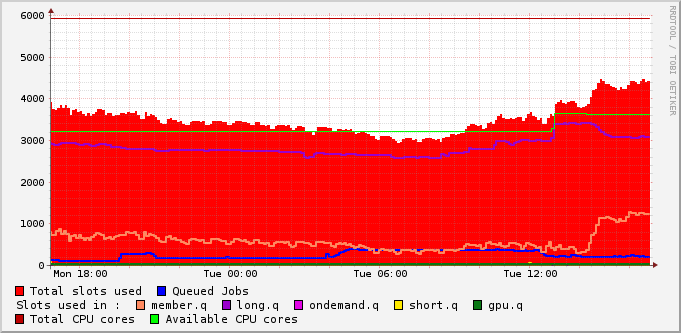 6000
5000
4000
3000
2000
1000
0
Mon 18:00 Tue 00:00 Tue 06:00 Tue 12:00
RRDTOOL / TOBI OETIKER
Total slots used Queued Jobs
Slots used in : member.q long.q ondemand.q short.q gpu.q
Total CPU cores Available CPU cores